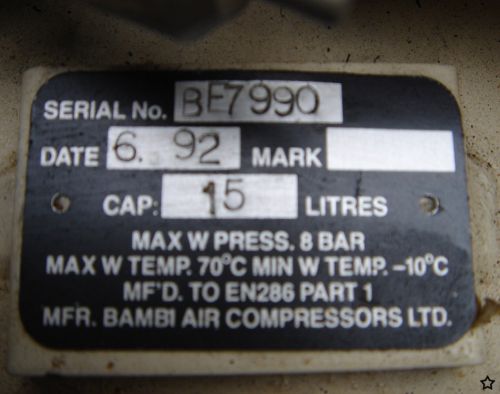 SERIAL No. BE7990
DATE 6. 92 MARK
CAP: 15 LITRES
MAX W PRESS. 8 BAR
MAX W TEMP. 70°C MIN W TEMP. -10°C
MF'D. TO EN286 PART 1
MFR. BAMBI AIR COMPRESSORS LTD.